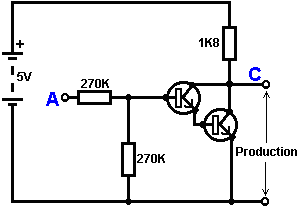 +
1K8
5V
C
270K
A
270K
Production